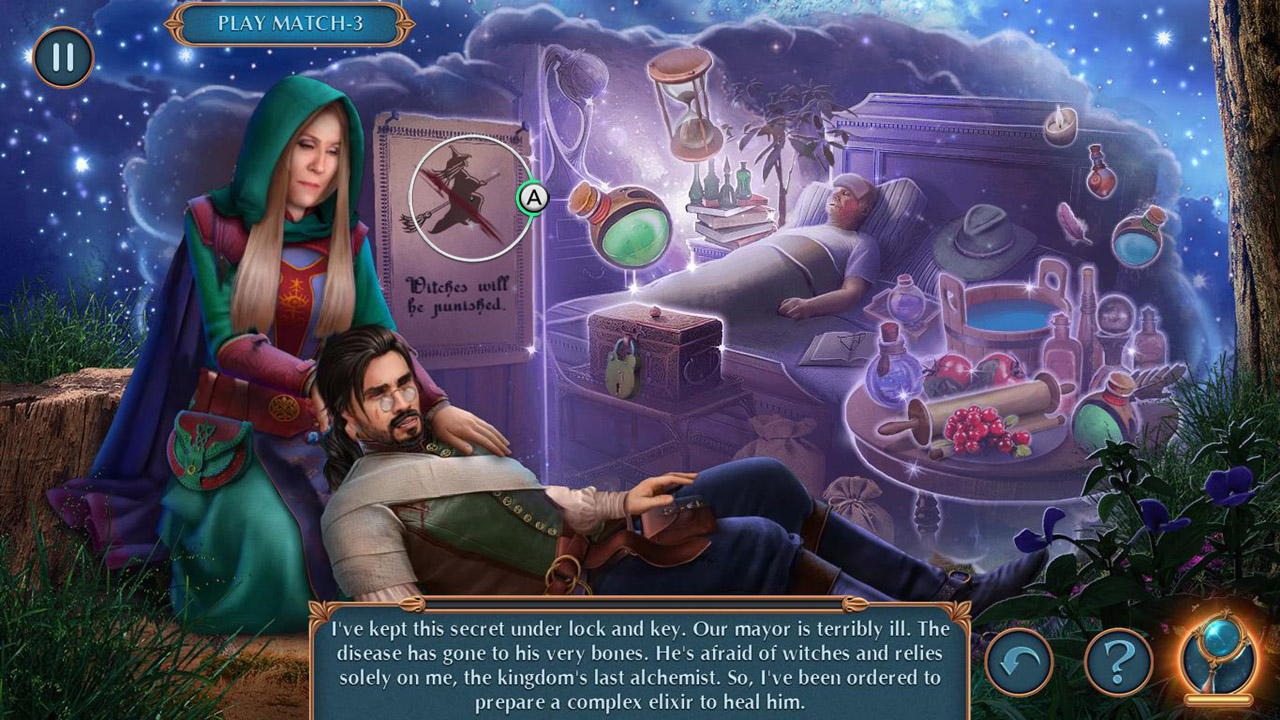 PLAY MATCH-3
A
Witches will
be punished.
I've kept this secret under lock and key. Our mayor is terribly ill. The
disease has gone to his very bones. He's afraid of witches and relies
solely on me, the kingdom's last alchemist. So, I've been ordered to
prepare a complex elixir to heal him.
?